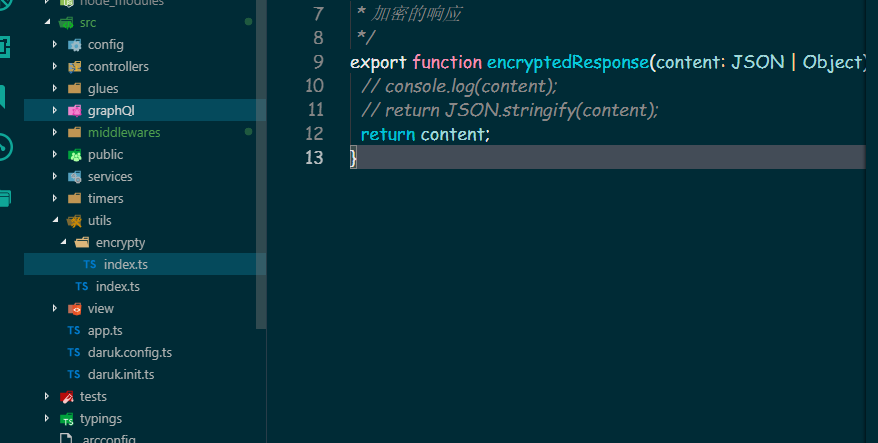 node_modules
src
config
controllers
glues
graphQl
middlewares
public
services
timers
utils
encrypty
TS index.ts
TS index.ts
view
TS app.ts
TS daruk.config.ts
TS daruk.init.ts
tests
typings
.arcconfig
7 * 加密的响应
8 */
9 export function encryptedResponse(content: JSON | Object)
10 // console.log(content);
11 // return JSON.stringify(content);
12 return content;
13 }